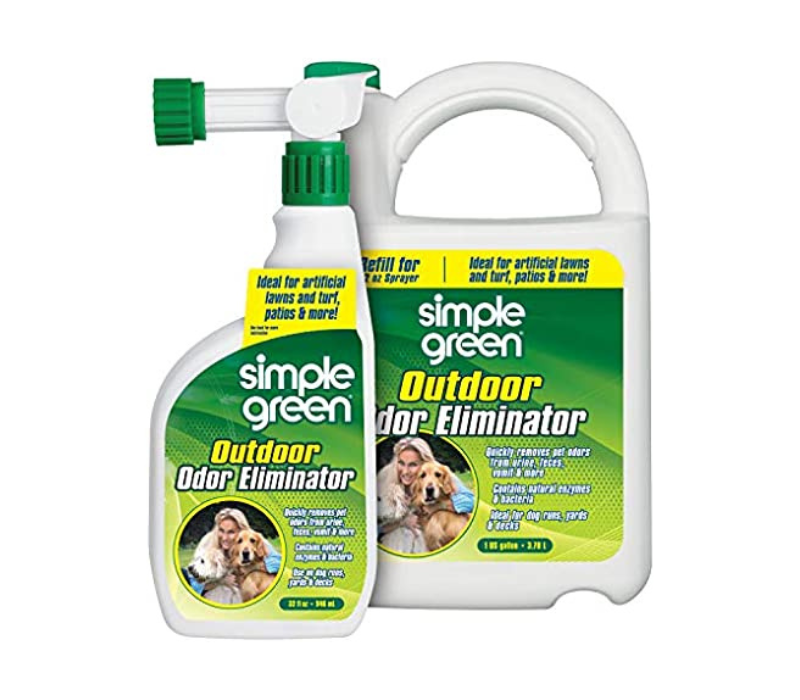 Ideal for artificial
lawns and turf,
patios & more!
simple
green
Outdoor
Odor Eliminator
Quickly removes pet
odors from urine,
feces, vomit & more
Contains natural
enzymes & bacteria
Use on dog runs,
yards & decks
32 fl oz • 946 mL
Refill for
oz Sprayer
Ideal for artificial lawns
and turf, patios & more!
simple
green
Outdoor
dor Eliminator
Quickly removes pet odors
from urine, feces,
vomit & more
Contains natural enzymes
& bacteria
Ideal for dog runs, yards
& decks
1 US gallon • 3.78 L